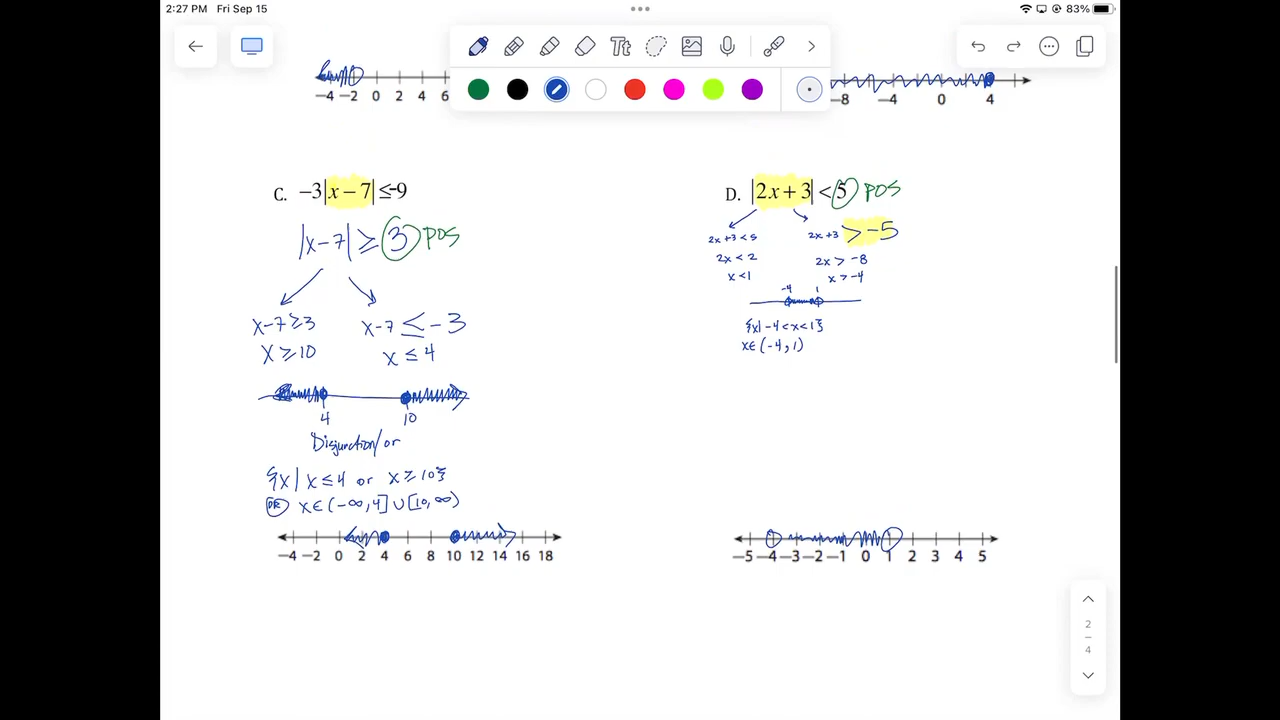 2:27 PM Fri Sep 15
83%
Tt
−4 −2 0 2 4 6
−8 −4 0 4
C. −3|x − 7| ≤ -9
|x-7| ≥ 3 pos
x-7 ≥ 3
x ≥ 10
x-7 ≤ -3
x ≤ 4
4 10
Disjunction/or
{x | x ≤ 4 or x ≥ 10}
OR x∈(-∞, 4] ∪ [10, ∞)
−4 −2 0 2 4 6 8 10 12 14 16 18
D. |2x + 3| < 5 pos
2x+3 < 5
2x < 2
x < 1
2x+3 > -5
2x > -8
x > -4
-4 1
{x | -4 < x < 1}
x∈(-4, 1)
−5 −4 −3 −2 −1 0 1 2 3 4 5
2
4